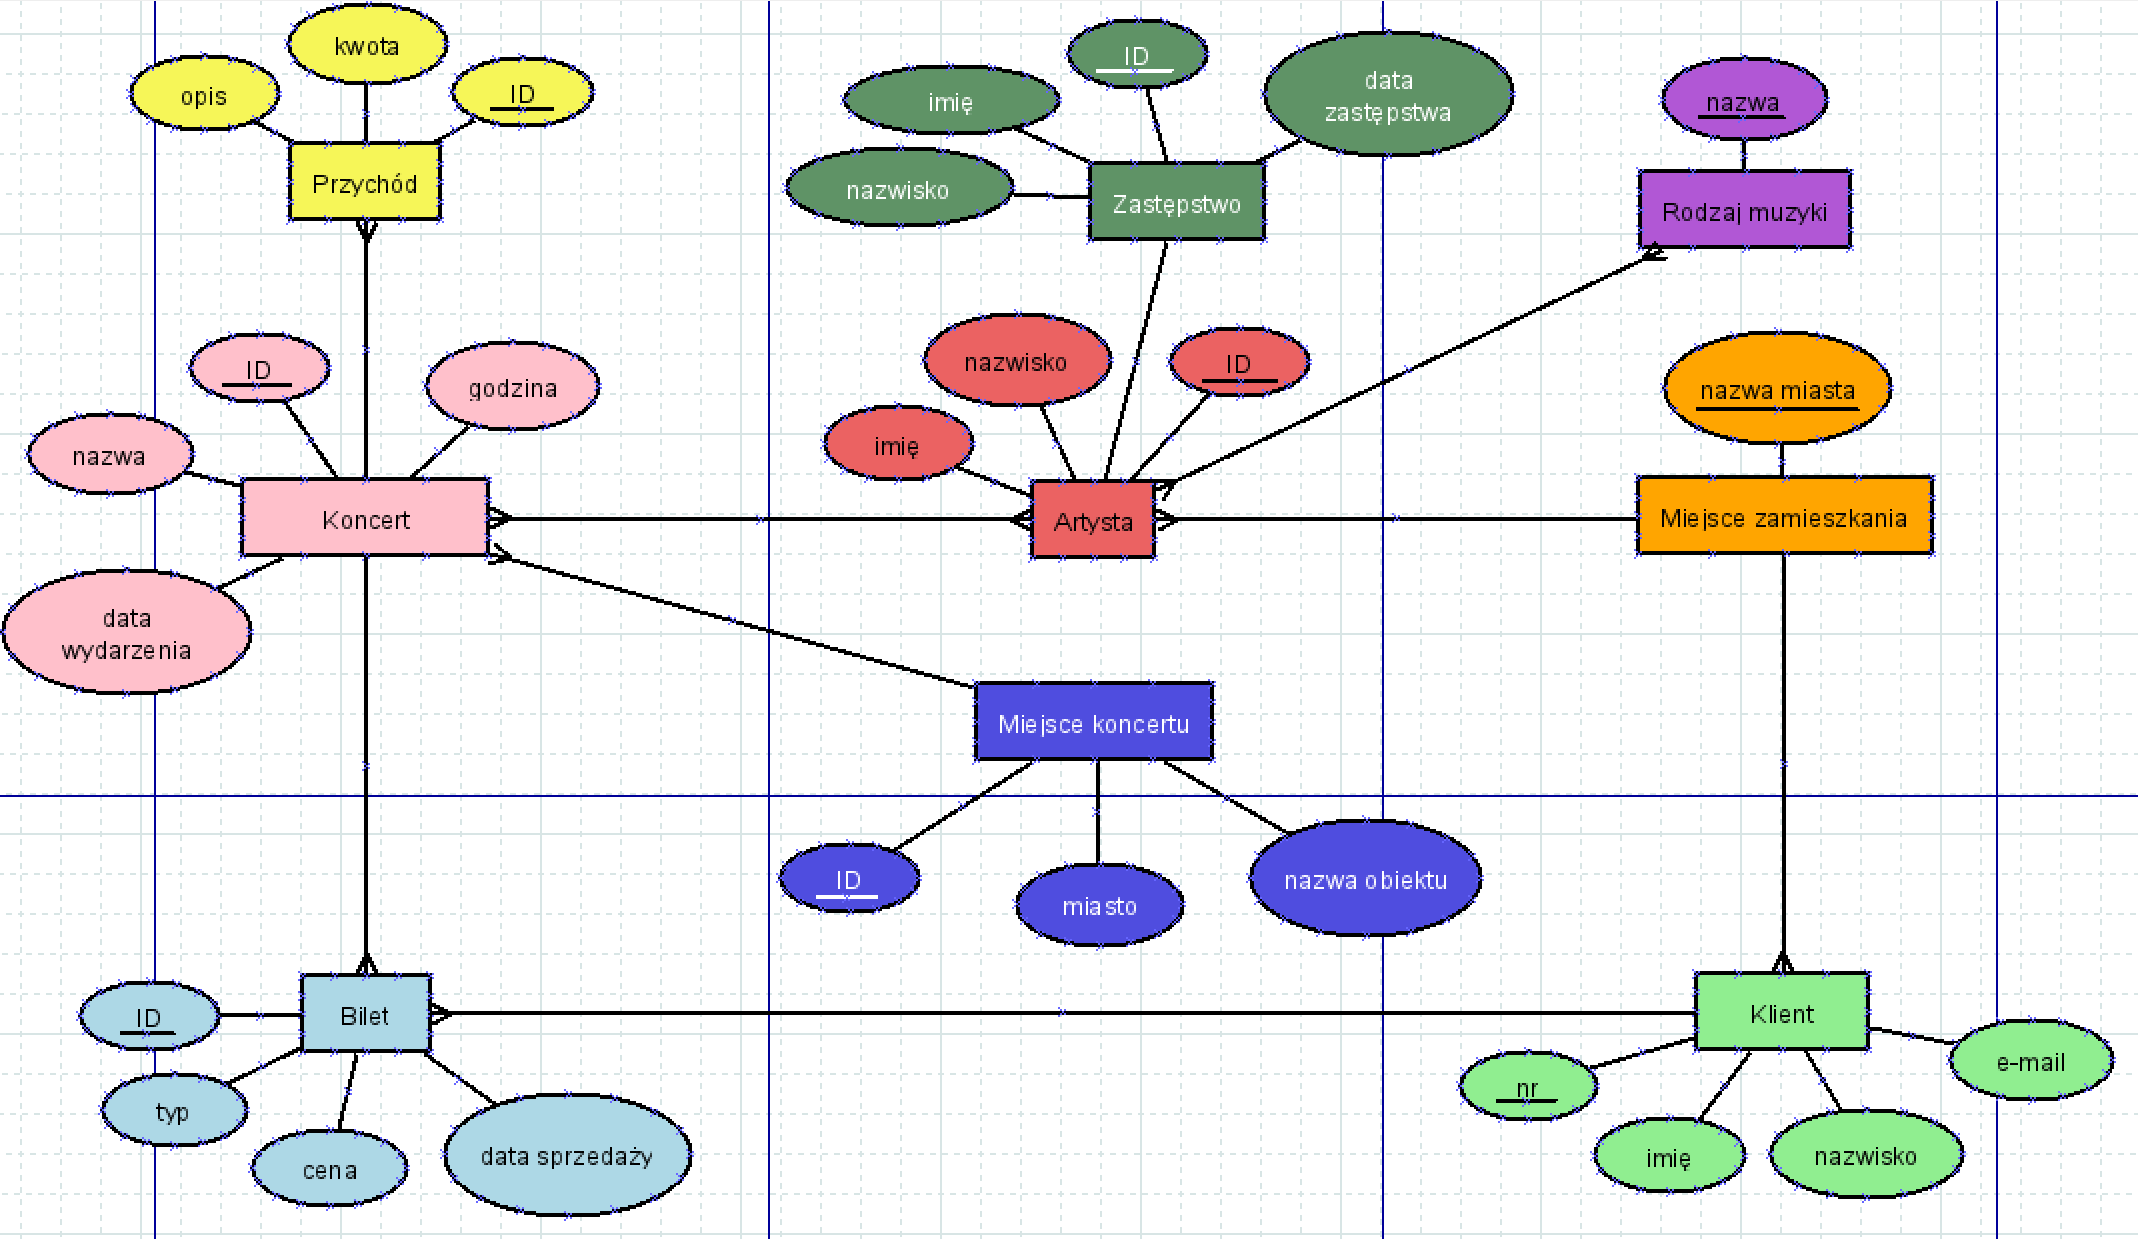 kwota
opis
ID
Przychód
ID
imię
data
zastępstwa
nazwisko
Zastępstwo
nazwa
Rodzaj muzyki
ID
godzina
nazwa
Koncert
data
wydarzenia
nazwisko
ID
imię
Artysta
nazwa miasta
Miejsce zamieszkania
Miejsce koncertu
ID
miasto
nazwa obiektu
ID
Bilet
typ
cena
data sprzedaży
Klient
nr
imię
nazwisko
e-mail